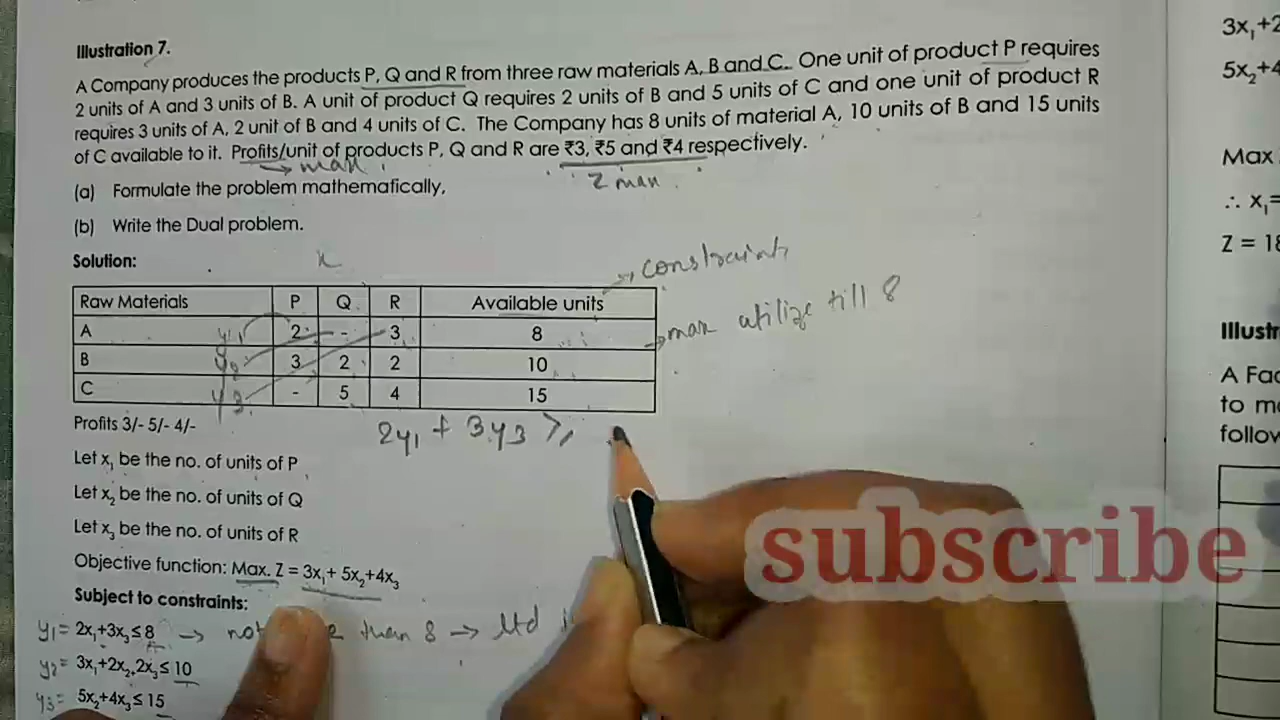 Illustration 7.
A Company produces the products P, Q and R from three raw materials A, B and C. One unit of product P requires
2 units of A and 3 units of B. A unit of product Q requires 2 units of B and 5 units of C and one unit of product R
requires 3 units of A, 2 unit of B and 4 units of C. The Company has 8 units of material A, 10 units of B and 15 units
of C available to it. Profits/unit of products P, Q and R are ₹3, ₹5 and ₹4 respectively.
→ max
Z max
(a) Formulate the problem mathematically.
(b) Write the Dual problem.
Solution:
x
→ constraints
Raw Materials P Q R Available units
A y₁ 2 - 3 8
→ max utilize till 8
B y₂ 3 2 2 10
C y₃ - 5 4 15
Profits 3/- 5/- 4/-
2y₁ + 3y₃ ≥
Let x₁ be the no. of units of P
Let x₂ be the no. of units of Q
Let x₃ be the no. of units of R
Objective function: Max. Z = 3x₁+ 5x₂+4x₃
Subject to constraints:
y₁= 2x₁+3x₃ ≤ 8 → not than 8 → Ltd
y₂= 3x₁+2x₂+2x₃≤ 10
y₃= 5x₂+4x₃≤ 15
subscribe
3x₁+2
5x₂+4
Max
∴ x₁=
Z = 18
Illustr
A Fac
to m
follow